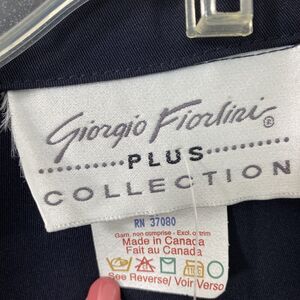 Giorgio Fiorlini®
PLUS
COLLECTION
RN 37080
Garn. non comprise - Excl. of trim
Made in Canada
Fait au Canada
See Reverse/ Voir Verso